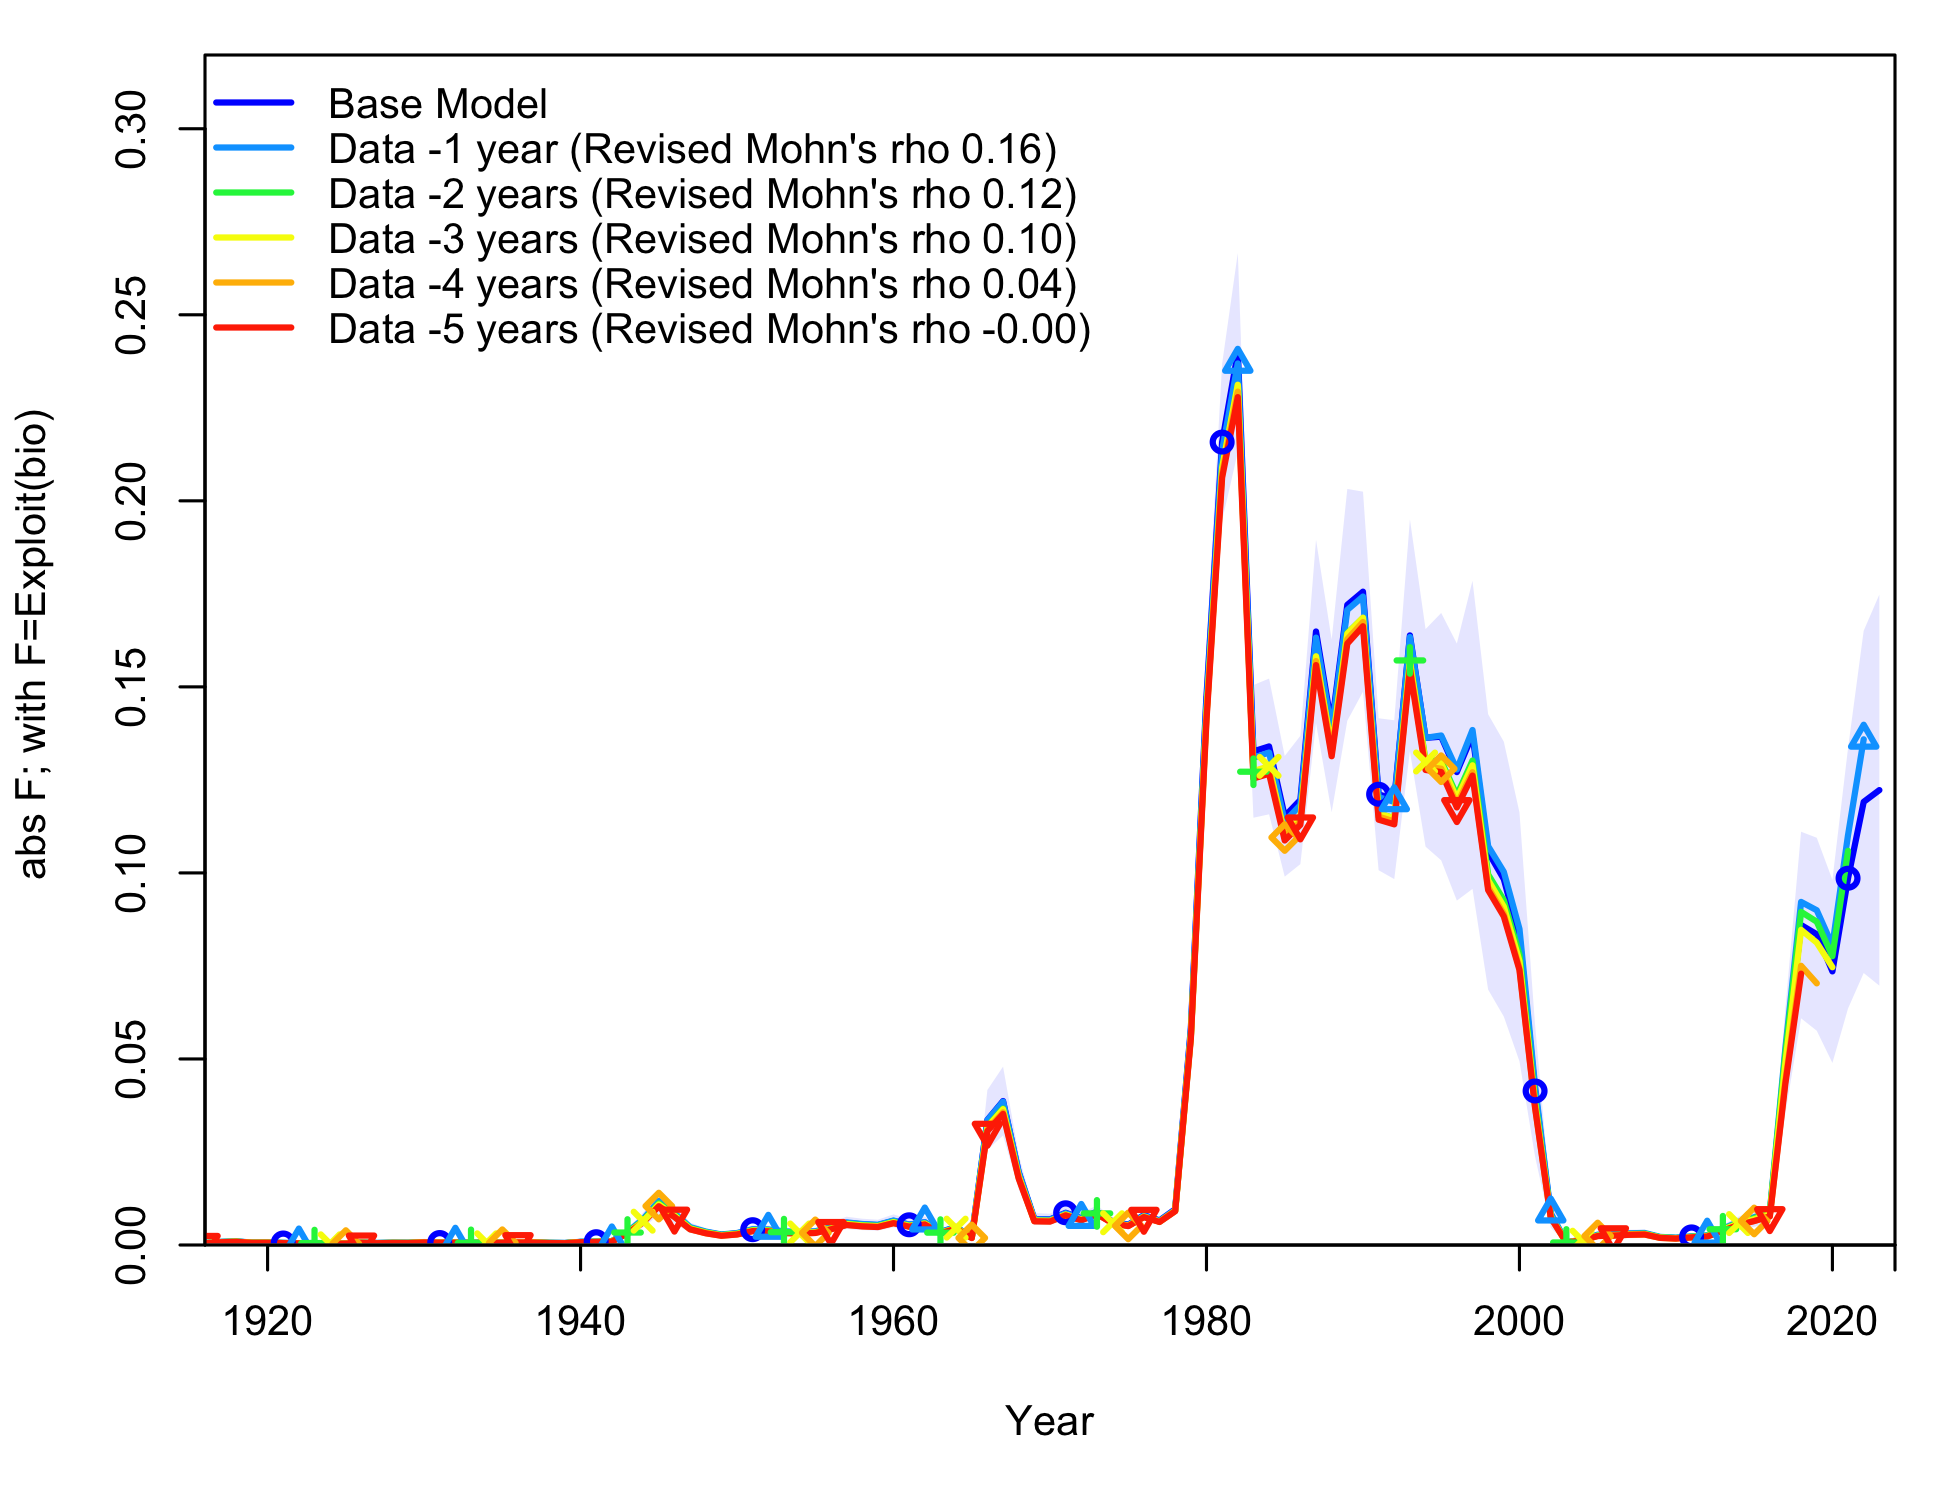 Base Model
Data -1 year (Revised Mohn's rho 0.16)
Data -2 years (Revised Mohn's rho 0.12)
Data -3 years (Revised Mohn's rho 0.10)
Data -4 years (Revised Mohn's rho 0.04)
Data -5 years (Revised Mohn's rho -0.00)
abs F; with F=Exploit(bio)
0.30
0.25
0.20
0.15
0.10
0.05
0.00
1920 1940 1960 1980 2000 2020
Year